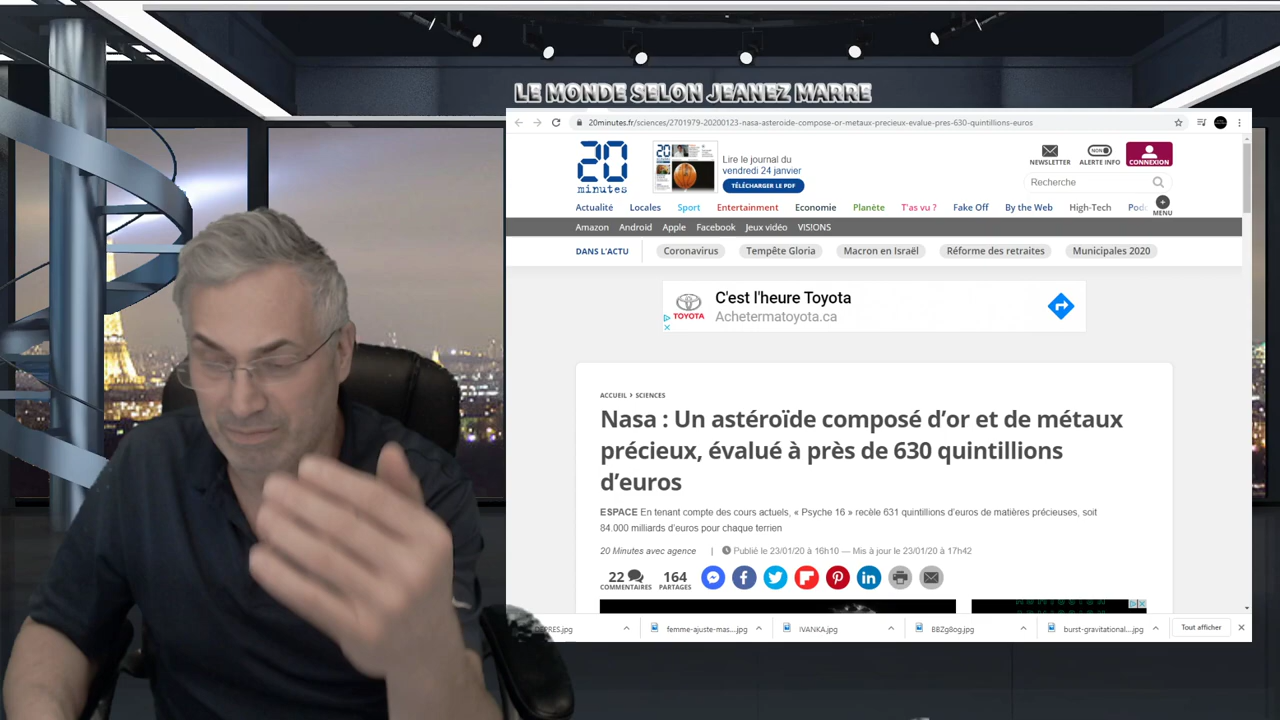 LE MONDE SELON JEANEZ MARRE
20minutes.fr/sciences/2701979-20200123-nasa-asteroide-compose-or-metaux-precieux-evalue-pres-630-quintillions-euros
20
minutes
20
Lire le journal du
vendredi 24 janvier
TÉLÉCHARGER LE PDF
NEWSLETTER
NON
ALERTE INFO
CONNEXION
Recherche
Actualité Locales Sport Entertainment Economie Planète T'as vu ? Fake Off By the Web High-Tech
MENU
Amazon Android Apple Facebook Jeux vidéo VIS!ONS
DANS L'ACTU Coronavirus Tempête Gloria Macron en Israël Réforme des retraites Municipales 2020
TOYOTA
C'est l'heure Toyota
Achetermatoyota.ca
ACCUEIL › SCIENCES
Nasa : Un astéroïde composé d'or et de métaux
précieux, évalué à près de 630 quintillions
d'euros
ESPACE En tenant compte des cours actuels, « Psyche 16 » recèle 631 quintillions d'euros de matières précieuses, soit
84.000 milliards d'euros pour chaque terrien
20 Minutes avec agence | Publié le 23/01/20 à 16h10 — Mis à jour le 23/01/20 à 17h42
22
COMMENTAIRES
164
PARTAGES
femme-ajuste-mas....jpg IVANKA.jpg BBZg8og.jpg burst-gravitational....jpg Tout afficher